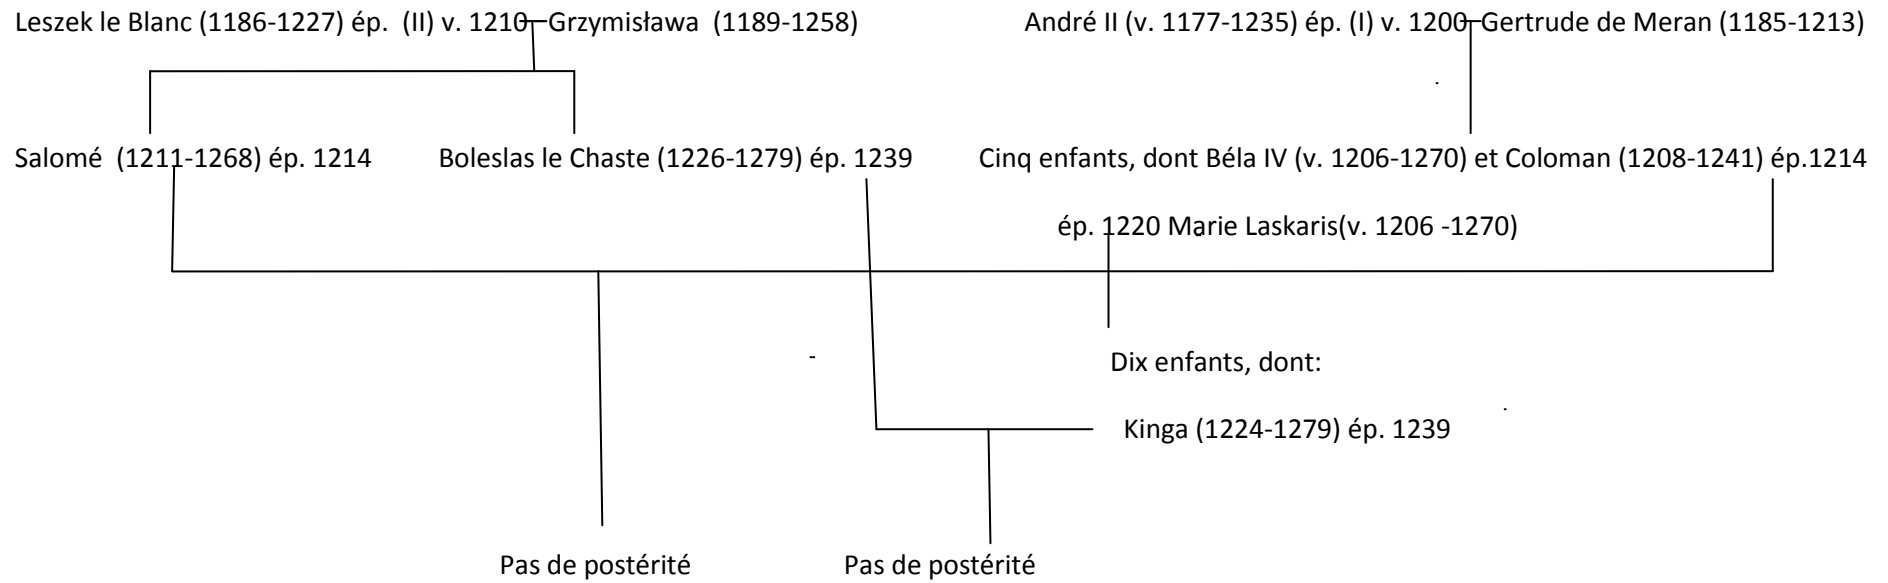 Leszek le Blanc (1186-1227) ép.  (II) v. 1210 Grzymisława  (1189-1258) André II (v. 1177-1235) ép. (I) v. 1200 Gertrude de Meran (1185-1213)
Salomé  (1211-1268) ép. 1214 Boleslas le Chaste (1226-1279) ép. 1239 Cinq enfants, dont Béla IV (v. 1206-1270) et Coloman (1208-1241) ép.1214
ép. 1220 Marie Laskaris(v. 1206 -1270)
Dix enfants, dont:
Kinga (1224-1279) ép. 1239
Pas de postérité Pas de postérité